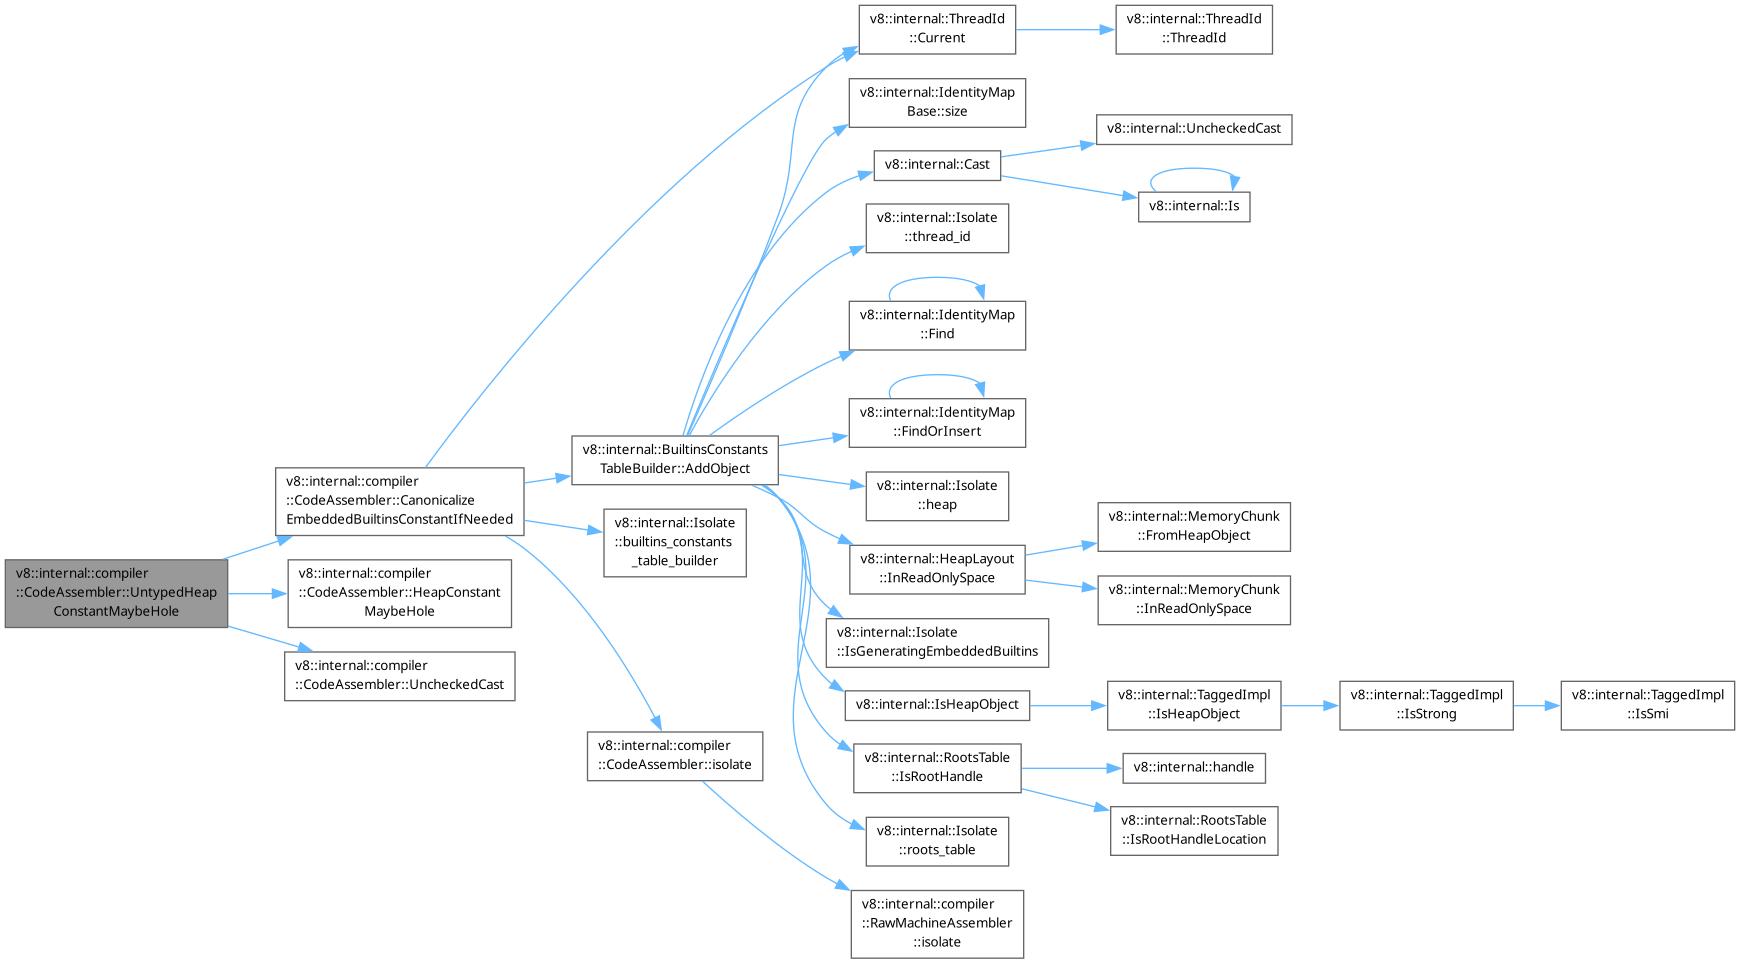 v8::internal::ThreadId
::Current
v8::internal::ThreadId
::ThreadId
v8::internal::IdentityMap
Base::size
v8::internal::UncheckedCast
v8::internal::Cast
v8::internal::Is
v8::internal::Isolate
::thread_id
v8::internal::IdentityMap
::Find
v8::internal::IdentityMap
::FindOrInsert
v8::internal::BuiltinsConstants
TableBuilder::AddObject
v8::internal::Isolate
::heap
v8::internal::compiler
::CodeAssembler::Canonicalize
EmbeddedBuiltinsConstantIfNeeded
v8::internal::Isolate
::builtins_constants
_table_builder
v8::internal::HeapLayout
::InReadOnlySpace
v8::internal::MemoryChunk
::FromHeapObject
v8::internal::MemoryChunk
::InReadOnlySpace
v8::internal::compiler
::CodeAssembler::UntypedHeap
ConstantMaybeHole
v8::internal::compiler
::CodeAssembler::HeapConstant
MaybeHole
v8::internal::compiler
::CodeAssembler::UncheckedCast
v8::internal::Isolate
::IsGeneratingEmbeddedBuiltins
v8::internal::IsHeapObject
v8::internal::TaggedImpl
::IsHeapObject
v8::internal::TaggedImpl
::IsStrong
v8::internal::TaggedImpl
::IsSmi
v8::internal::compiler
::CodeAssembler::isolate
v8::internal::RootsTable
::IsRootHandle
v8::internal::handle
v8::internal::RootsTable
::IsRootHandleLocation
v8::internal::Isolate
::roots_table
v8::internal::compiler
::RawMachineAssembler
::isolate